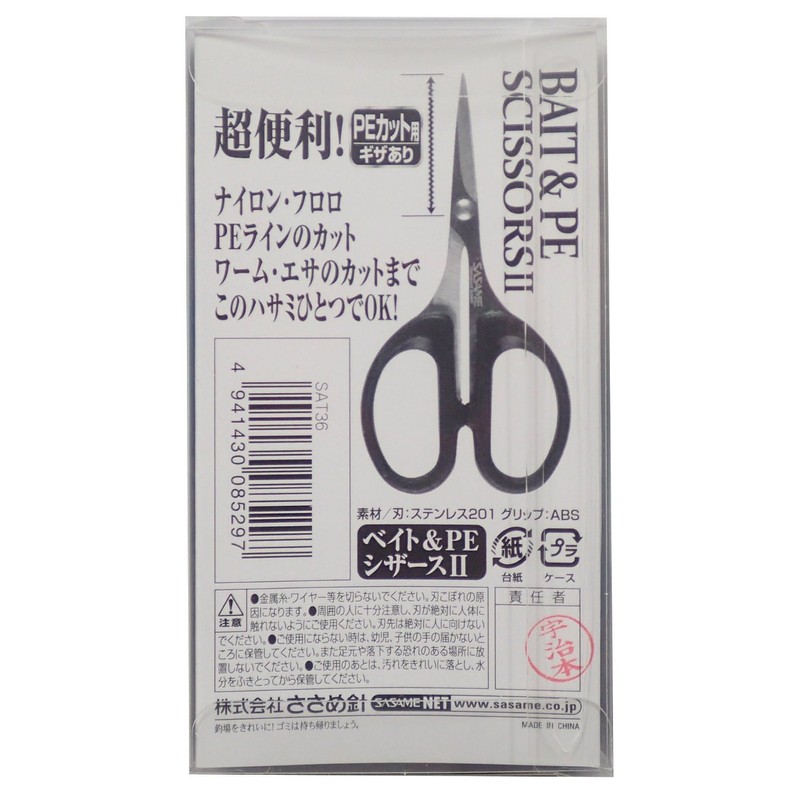 BAIT & PE
SCISSORSⅡ
超便利!
PEカット用
ギザあり
ナイロン・フロロ
PEラインのカット
ワーム・エサのカットまで
このハサミひとつでOK!
SASAME
SAT36
4 941430 085297
素材/刃:ステンレス201 グリップ:ABS
ベイト&PE
シザースⅡ
紙
台紙
プラ
ケース
注意
●金属糸・ワイヤー等を切らないでください。刃こぼれの原
因になります。●周囲の人に十分注意し、刃が絶対に人体に
触れないようにご使用ください。刃先は絶対に人に向けない
でください。●ご使用にならない時は、幼児、子供の手の届かないと
ころに保管してください。また足元や落下する恐れのある場所に放
置しないでください。●ご使用のあとは、汚れをきれいに落とし、水
分をふきとってから保管してください。
責任者
宇治本
株式会社ささめ針 SASAME NET www.sasame.co.jp
釣場をきれいに!ゴミは持ち帰りましょう。
MADE IN CHINA